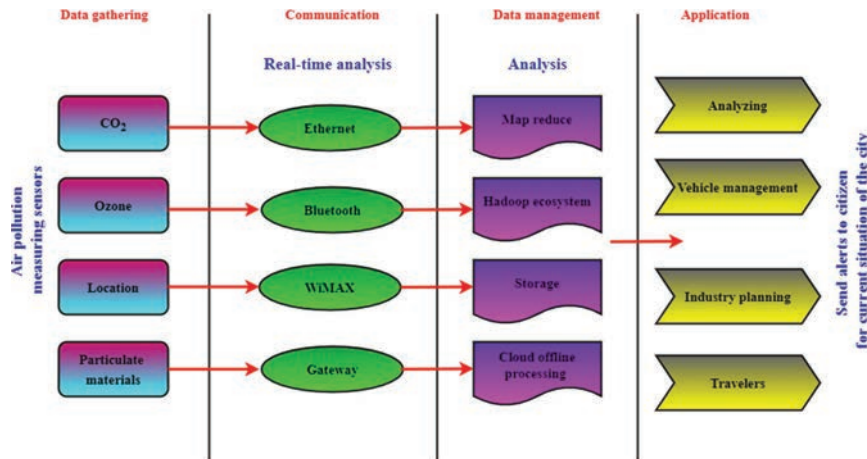 Data gathering
Communication
Data management
Application
Real-time analysis
Analysis
Air pollution
measuring sensors
CO₂
Ethernet
Map reduce
Analyzing
Ozone
Bluetooth
Hadoop ecosystem
Vehicle management
Location
WiMAX
Storage
Industry planning
Particulate
materials
Gateway
Cloud offline
processing
Travelers
Send alerts to citizen
for current situation of the city